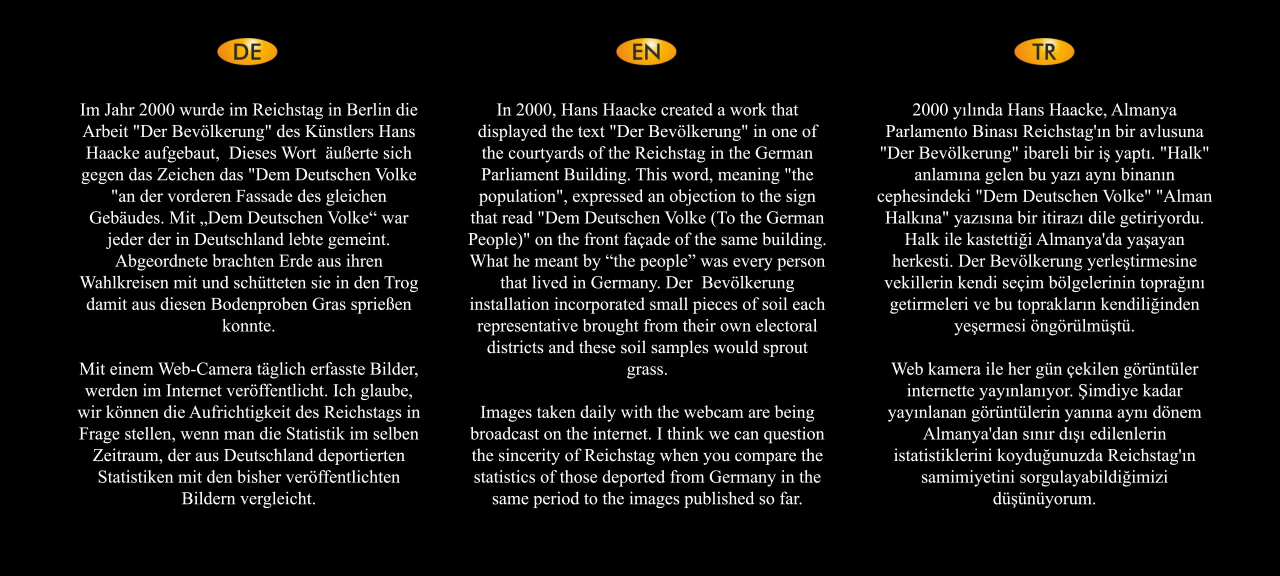 DE
Im Jahr 2000 wurde im Reichstag in Berlin die
Arbeit "Der Bevölkerung" des Künstlers Hans
Haacke aufgebaut,  Dieses Wort  äußerte sich
gegen das Zeichen das "Dem Deutschen Volke
"an der vorderen Fassade des gleichen
Gebäudes. Mit „Dem Deutschen Volke“ war
jeder der in Deutschland lebte gemeint.
Abgeordnete brachten Erde aus ihren
Wahlkreisen mit und schütteten sie in den Trog
damit aus diesen Bodenproben Gras sprießen
konnte.
Mit einem Web-Camera täglich erfasste Bilder,
werden im Internet veröffentlicht. Ich glaube,
wir können die Aufrichtigkeit des Reichstags in
Frage stellen, wenn man die Statistik im selben
Zeitraum, der aus Deutschland deportierten
Statistiken mit den bisher veröffentlichten
Bildern vergleicht.
EN
In 2000, Hans Haacke created a work that
displayed the text "Der Bevölkerung" in one of
the courtyards of the Reichstag in the German
Parliament Building. This word, meaning "the
population", expressed an objection to the sign
that read "Dem Deutschen Volke (To the German
People)" on the front façade of the same building.
What he meant by “the people” was every person
that lived in Germany. Der  Bevölkerung
installation incorporated small pieces of soil each
representative brought from their own electoral
districts and these soil samples would sprout
grass.
Images taken daily with the webcam are being
broadcast on the internet. I think we can question
the sincerity of Reichstag when you compare the
statistics of those deported from Germany in the
same period to the images published so far.
TR
2000 yılında Hans Haacke, Almanya
Parlamento Binası Reichstag'ın bir avlusuna
"Der Bevölkerung" ibareli bir iş yaptı. "Halk"
anlamına gelen bu yazı aynı binanın
cephesindeki "Dem Deutschen Volke" "Alman
Halkına" yazısına bir itirazı dile getiriyordu.
Halk ile kastettiği Almanya'da yaşayan
herkesti. Der Bevölkerung yerleştirmesine
vekillerin kendi seçim bölgelerinin toprağını
getirmeleri ve bu toprakların kendiliğinden
yeşermesi öngörülmüştü.
Web kamera ile her gün çekilen görüntüler
internette yayınlanıyor. Şimdiye kadar
yayınlanan görüntülerin yanına aynı dönem
Almanya'dan sınır dışı edilenlerin
istatistiklerini koyduğunuzda Reichstag'ın
samimiyetini sorgulayabildiğimizi
düşünüyorum.